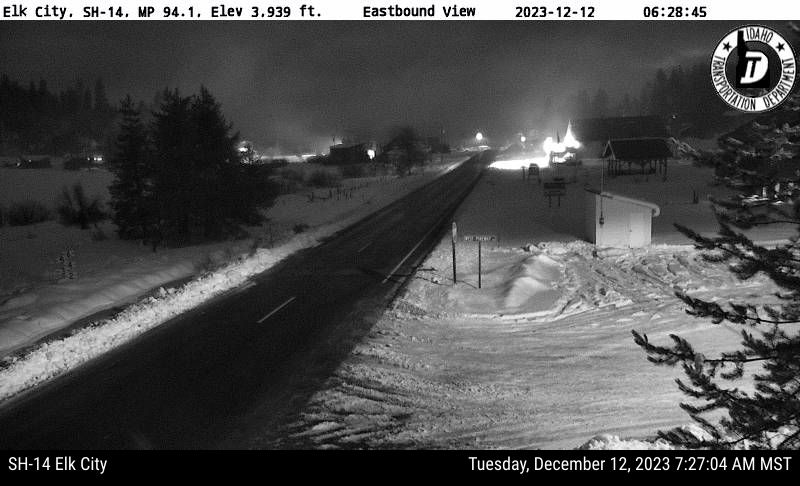 Elk City, SH-14, MP 94.1, Elev 3,939 ft. Eastbound View 2023-12-12 06:28:45
IDAHO
TRANSPORTATION DEPARTMENT
SH-14 Elk City Tuesday, December 12, 2023 7:27:04 AM MST